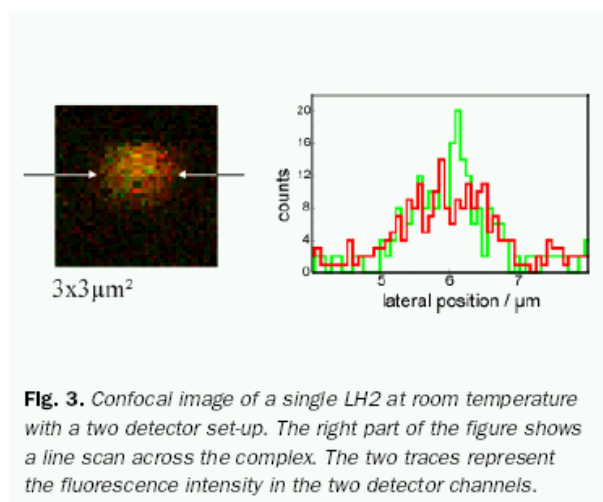 20
16
12
8
4
0
counts
5 6 7
lateral position / µm
3x3µm²
Fig. 3. Confocal image of a single LH2 at room temperature
with a two detector set-up. The right part of the figure shows
a line scan across the complex. The two traces represent
the fluorescence intensity in the two detector channels.